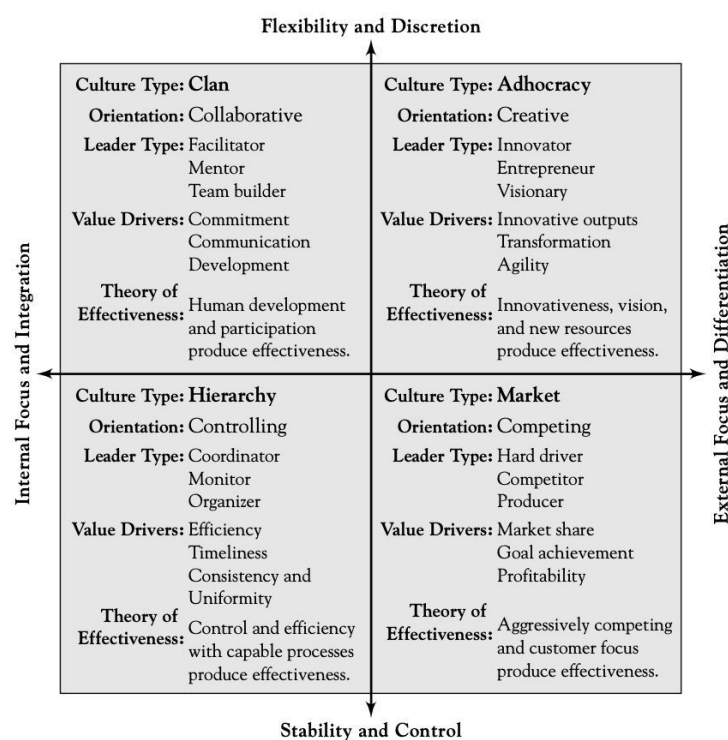 Flexibility and Discretion
Internal Focus and Integration
Culture Type: Clan
Orientation: Collaborative
Leader Type: Facilitator
Mentor
Team builder
Value Drivers: Commitment
Communication
Development
Theory of
Effectiveness: Human development
and participation
produce effectiveness.
Culture Type: Adhocracy
Orientation: Creative
Leader Type: Innovator
Entrepreneur
Visionary
Value Drivers: Innovative outputs
Transformation
Agility
Theory of
Effectiveness: Innovativeness, vision,
and new resources
produce effectiveness.
Culture Type: Hierarchy
Orientation: Controlling
Leader Type: Coordinator
Monitor
Organizer
Value Drivers: Efficiency
Timeliness
Consistency and
Uniformity
Theory of
Effectiveness: Control and efficiency
with capable processes
produce effectiveness.
Culture Type: Market
Orientation: Competing
Leader Type: Hard driver
Competitor
Producer
Value Drivers: Market share
Goal achievement
Profitability
Theory of
Effectiveness: Aggressively competing
and customer focus
produce effectiveness.
External Focus and Differentiation
Stability and Control